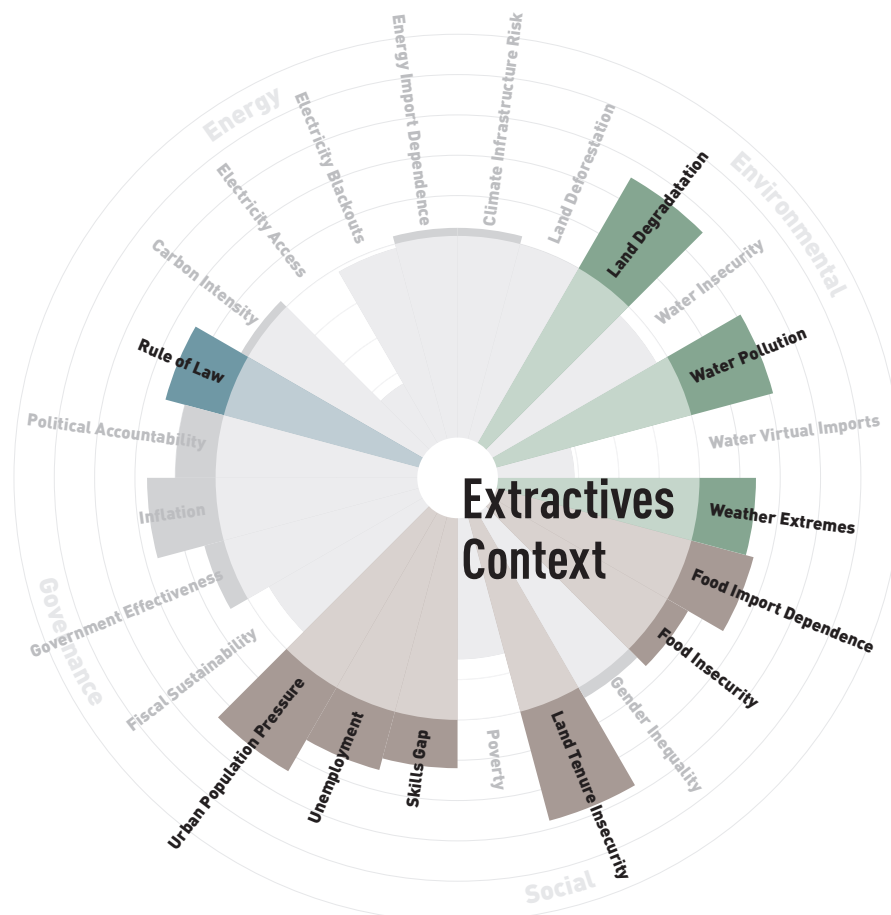 Energy
Environmental
Social
Governance
Energy Import Dependence
Climate Infrastructure Risk
Land Deforestation
Land Degradatation
Water Insecurity
Water Pollution
Water Virtual Imports
Weather Extremes
Food Import Dependence
Food Insecurity
Gender Inequality
Land Tenure Insecurity
Poverty
Skills Gap
Unemployment
Urban Population Pressure
Fiscal Sustainability
Government Effectiveness
Inflation
Political Accountability
Rule of Law
Carbon Intensity
Electricity Access
Electricity Blackouts
Extractives
Context